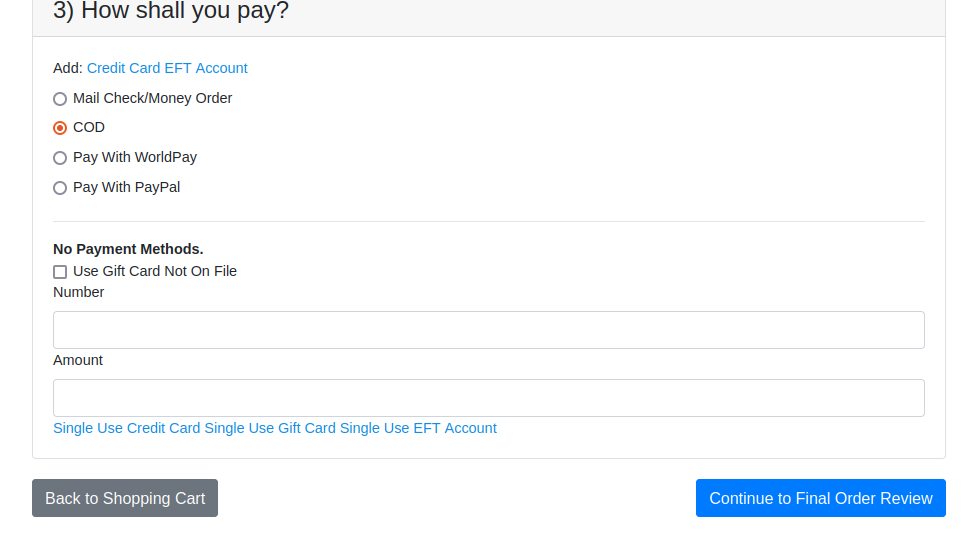 3) How shall you pay?
Add: Credit Card EFT Account
Mail Check/Money Order
COD
Pay With WorldPay
Pay With PayPal
No Payment Methods.
Use Gift Card Not On File
Number
Amount
Single Use Credit Card Single Use Gift Card Single Use EFT Account
Back to Shopping Cart
Continue to Final Order Review